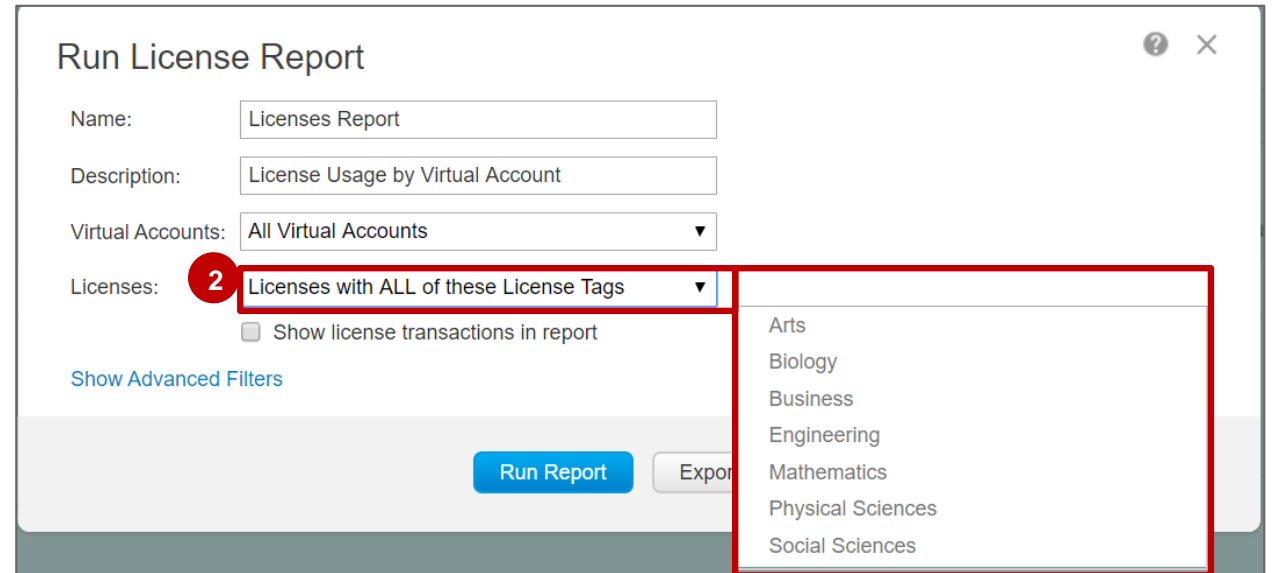 Run License Report
Name: Licenses Report
Description: License Usage by Virtual Account
Virtual Accounts: All Virtual Accounts
Licenses: 2 Licenses with ALL of these License Tags
Show license transactions in report
Show Advanced Filters
Arts
Biology
Business
Engineering
Mathematics
Physical Sciences
Social Sciences
Run Report